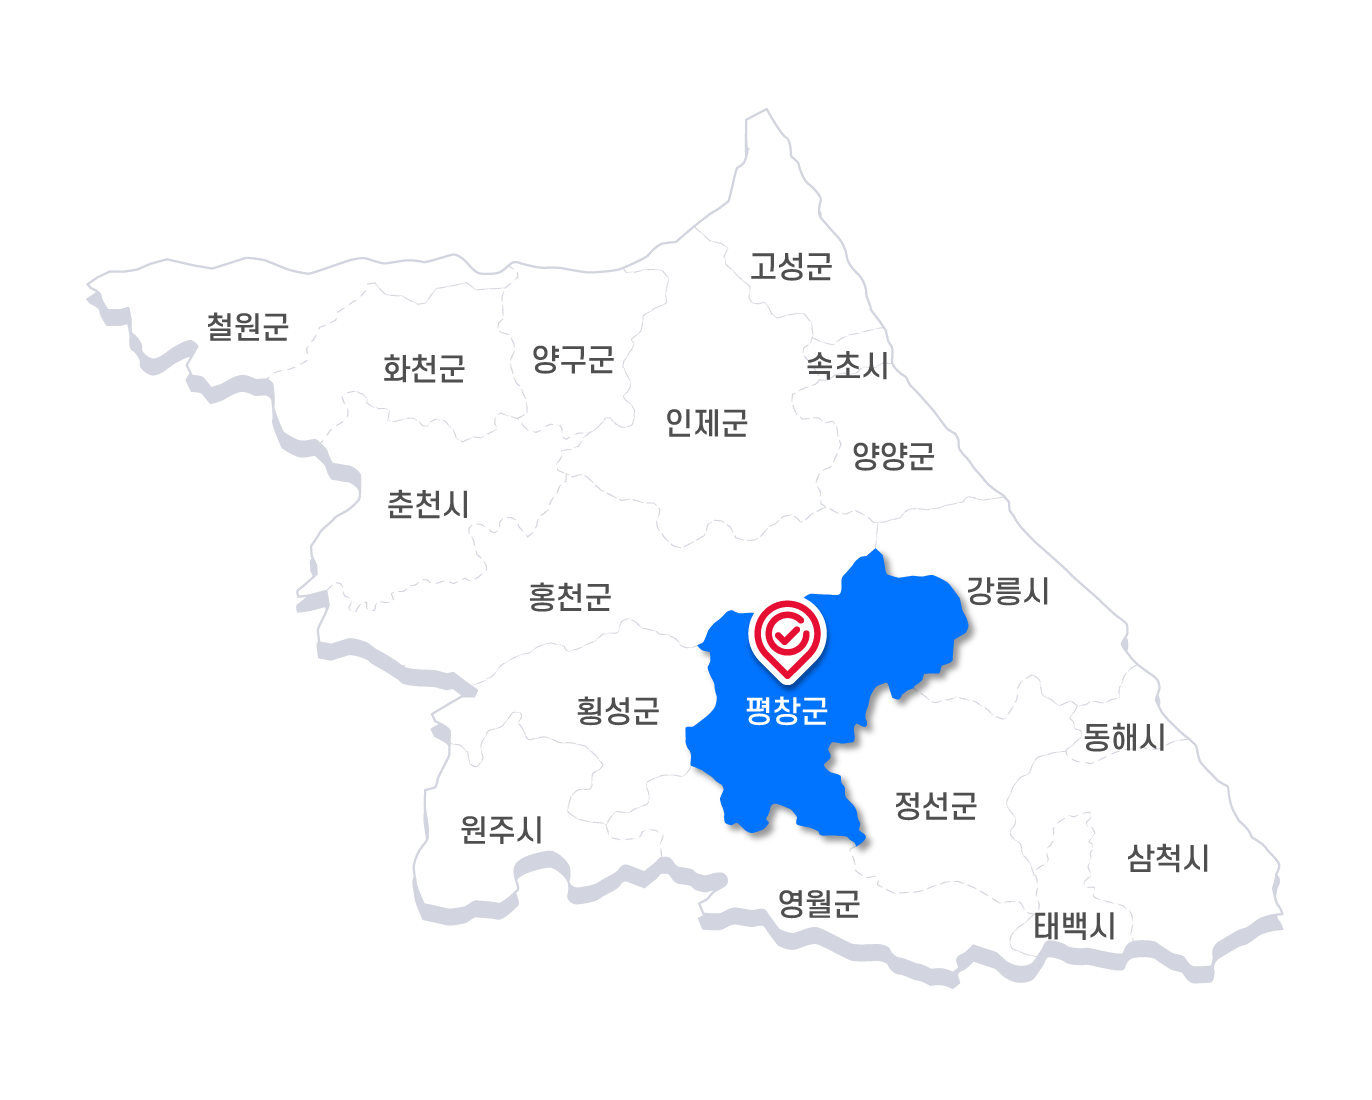 고성군
철원군
화천군
양구군
속초시
인제군
양양군
춘천시
홍천군
강릉시
횡성군
평창군
동해시
정선군
원주시
삼척시
영월군
태백시